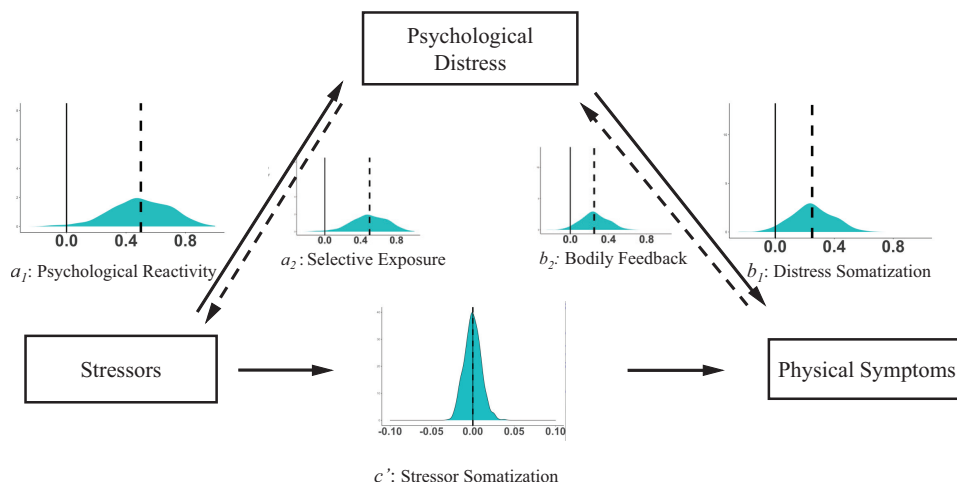 Psychological
Distress
0.0 0.4 0.8
a1: Psychological Reactivity
0.0 0.4 0.8
a2: Selective Exposure
0.0 0.4 0.8
b2: Bodily Feedback
0.0 0.4 0.8
b1: Distress Somatization
Stressors
-0.10 -0.05 0.00 0.05 0.10
Physical Symptoms
c’: Stressor Somatization